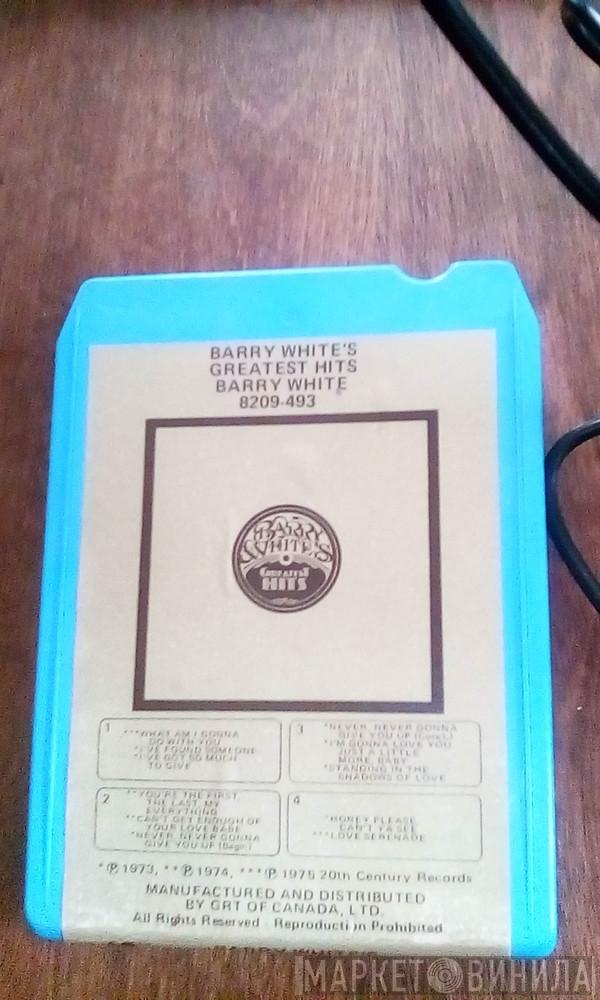 BARRY WHITE'S
GREATEST HITS
BARRY WHITE
8209-493
BARRY
WHITE'S
GREATEST
HITS
1
***WHAT AM I GONNA
DO WITH YOU
*I'VE FOUND SOMEONE
*I'VE GOT SO MUCH
TO GIVE
2
**YOU'RE THE FIRST,
THE LAST, MY
EVERYTHING
**CAN'T GET ENOUGH OF
YOUR LOVE BABE
*NEVER, NEVER GONNA
GIVE YOU UP (Begin)
3
*NEVER, NEVER GONNA
GIVE YOU UP (Concl.)
*I'M GONNA LOVE YOU
JUST A LITTLE
MORE, BABY
*STANDING IN THE
SHADOWS OF LOVE
4
*HONEY PLEASE,
CAN'T YA SEE
***LOVE SERENADE
*℗ 1973, **℗ 1974, ***℗ 1975 20th Century Records
MANUFACTURED AND DISTRIBUTED
BY GRT OF CANADA, LTD.
All Rights Reserved - Reproduction Prohibited
МАРКЕТ ВИНИЛА